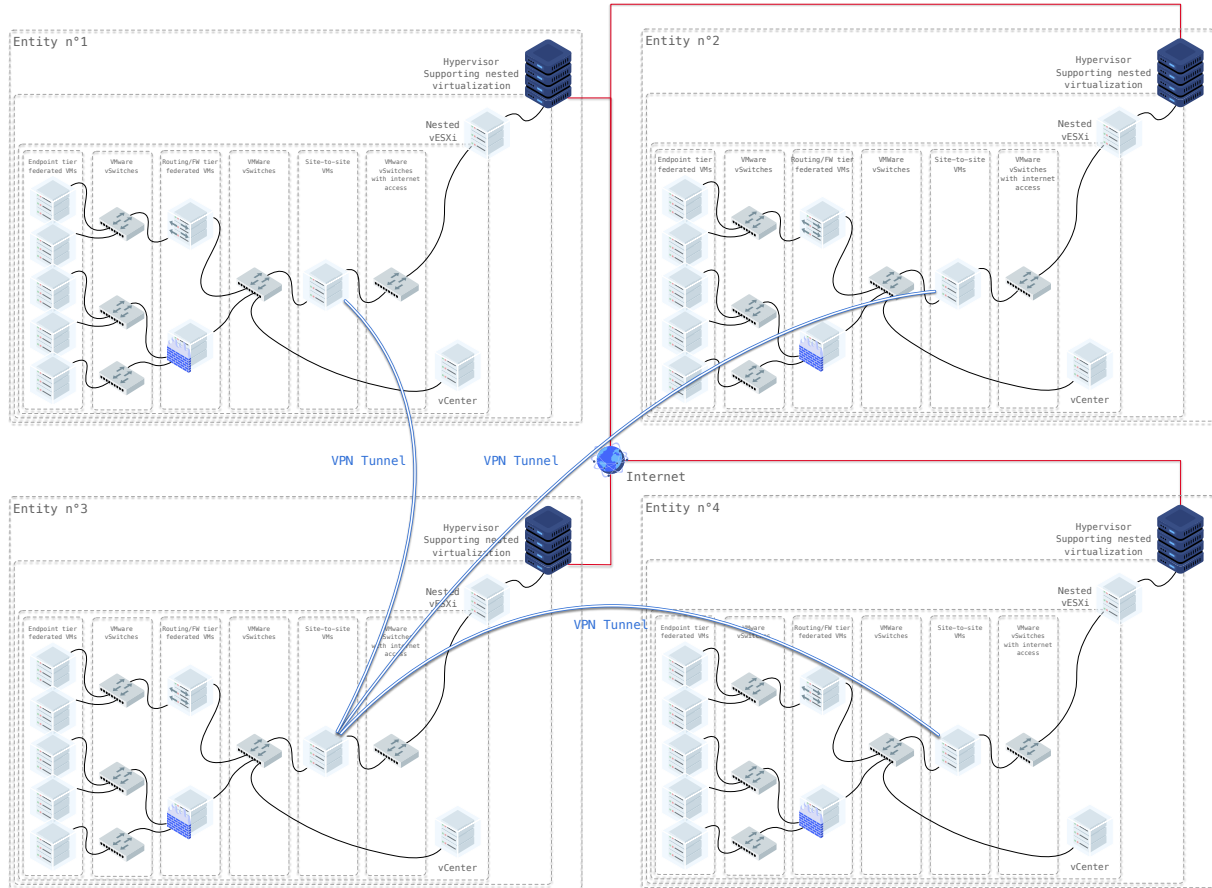 Entity n°1
Hypervisor
Supporting nested
virtualization
Nested
vESXi
Endpoint tier
federated VMs
VMware
vSwitches
Routing/FW tier
federated VMs
VMWare
vSwitches
Site-to-site
VMs
VMware
vSwitches
with internet
access
vCenter
Entity n°2
Hypervisor
Supporting nested
virtualization
Nested
vESXi
Endpoint tier
federated VMs
VMware
vSwitches
Routing/FW tier
federated VMs
VMWare
vSwitches
Site-to-site
VMs
VMware
vSwitches
with internet
access
vCenter
VPN Tunnel
VPN Tunnel
Internet
Entity n°3
Hypervisor
Supporting nested
virtualization
Nested
vESXi
Endpoint tier
federated VMs
VMware
vSwitches
Routing/FW tier
federated VMs
VMWare
vSwitches
Site-to-site
VMs
VMware
vSwitches
with internet
access
vCenter
VPN Tunnel
Entity n°4
Hypervisor
Supporting nested
virtualization
Nested
vESXi
Endpoint tier
federated VMs
VMware
vSwitches
Routing/FW tier
federated VMs
VMWare
vSwitches
Site-to-site
VMs
VMware
vSwitches
with internet
access
vCenter